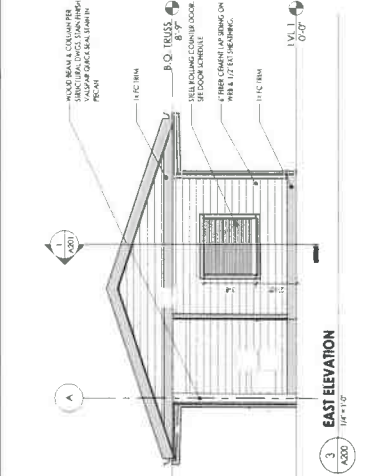 WOOD BEAM & COLUMN PER
STRUCTURAL DWGS. STAIN FINISH
VALSPAR QUICK SEAL STAIN IN
PECAN
1x FC TRIM
B.O. TRUSS
8'-9"
STEEL ROLLING COUNTER DOOR.
SEE DOOR SCHEDULE
6" FIBER CEMENT LAP SIDING ON
WRB & 1/2" EXT SHEATHING.
1x FC TRIM
LVL 1
0'-0"
1
A201
A
3
A200
EAST ELEVATION
1/4" = 1'-0"